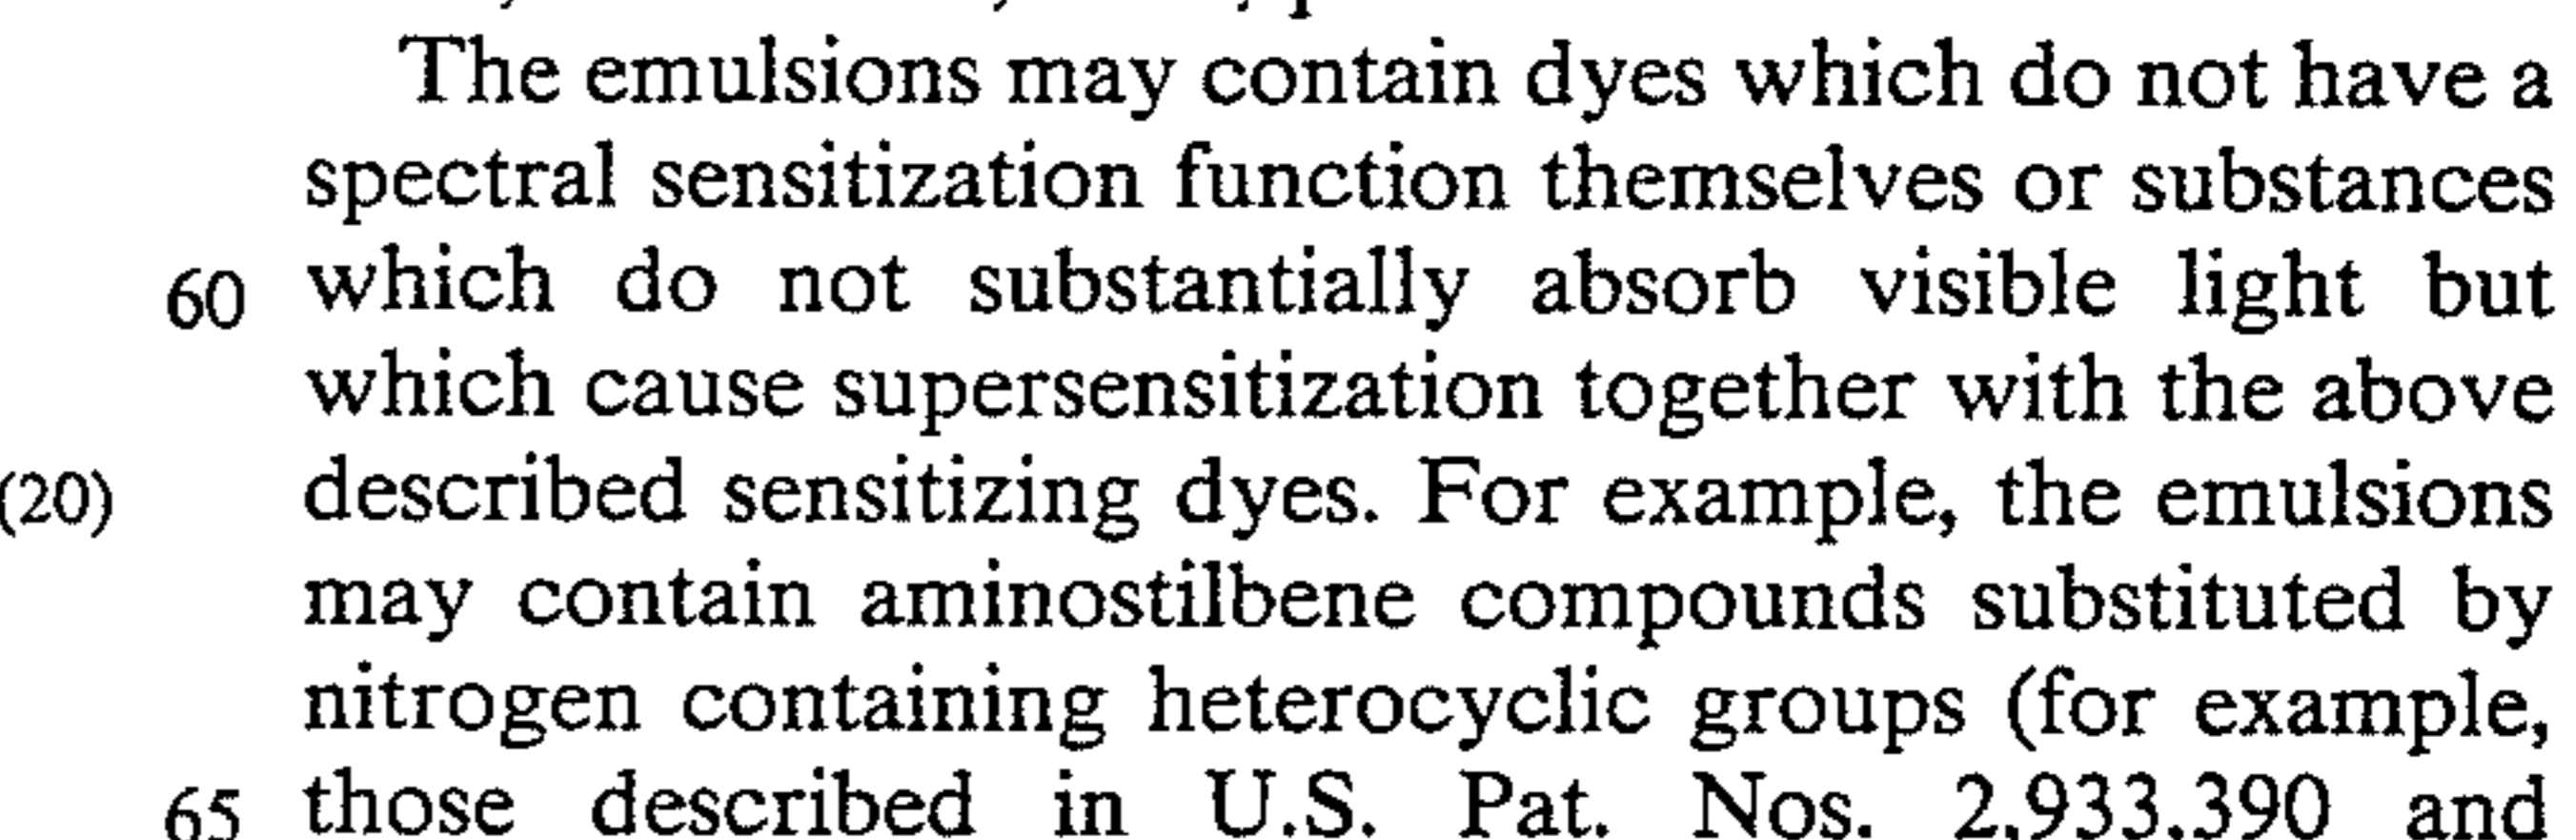 The emulsions may contain dyes which do not have a
spectral sensitization function themselves or substances
60 which do not substantially absorb visible light but
which cause supersensitization together with the above
(20) described sensitizing dyes. For example, the emulsions
may contain aminostilbene compounds substituted by
nitrogen containing heterocyclic groups (for example,
65 those described in U.S. Pat. Nos. 2,933,390 and